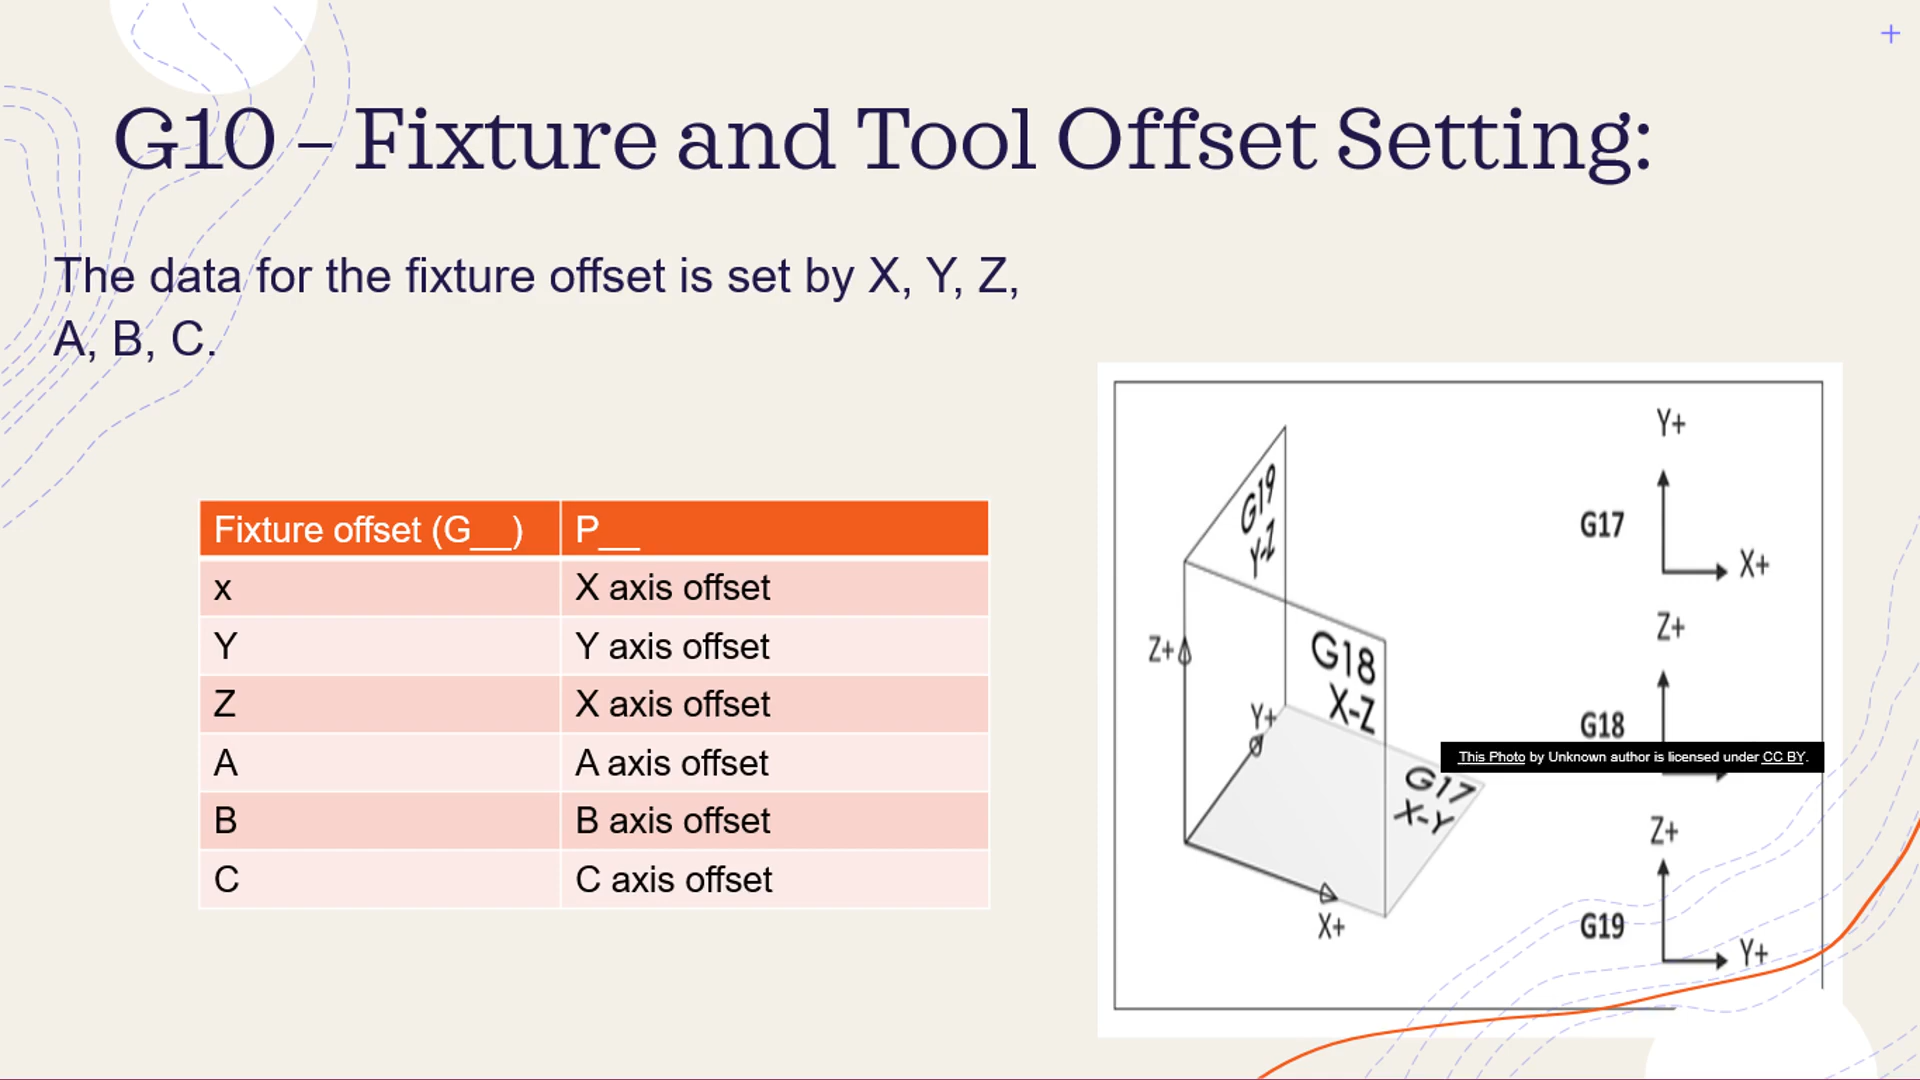 G10 – Fixture and Tool Offset Setting:
The data for the fixture offset is set by X, Y, Z,
A, B, C.
Fixture offset (G__) P__
x X axis offset
Y Y axis offset
Z X axis offset
A A axis offset
B B axis offset
C C axis offset
G19
Y-Z
Z+
G18
X-Z
Y+
G17
X-Y
X+
Y+
G17
X+
Z+
G18
This Photo by Unknown author is licensed under CC BY.
Z+
G19
Y+